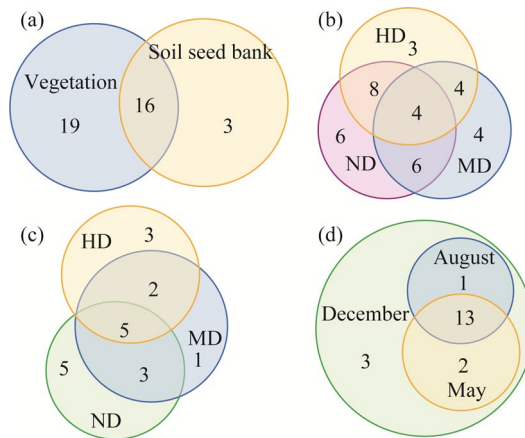 (a)
Vegetation
Soil seed bank
19
16
3
(b)
HD
3
8
4
4
6
4
ND
6
MD
(c)
HD
3
2
5
MD
5
3
1
ND
(d)
August
1
December
13
3
2
May